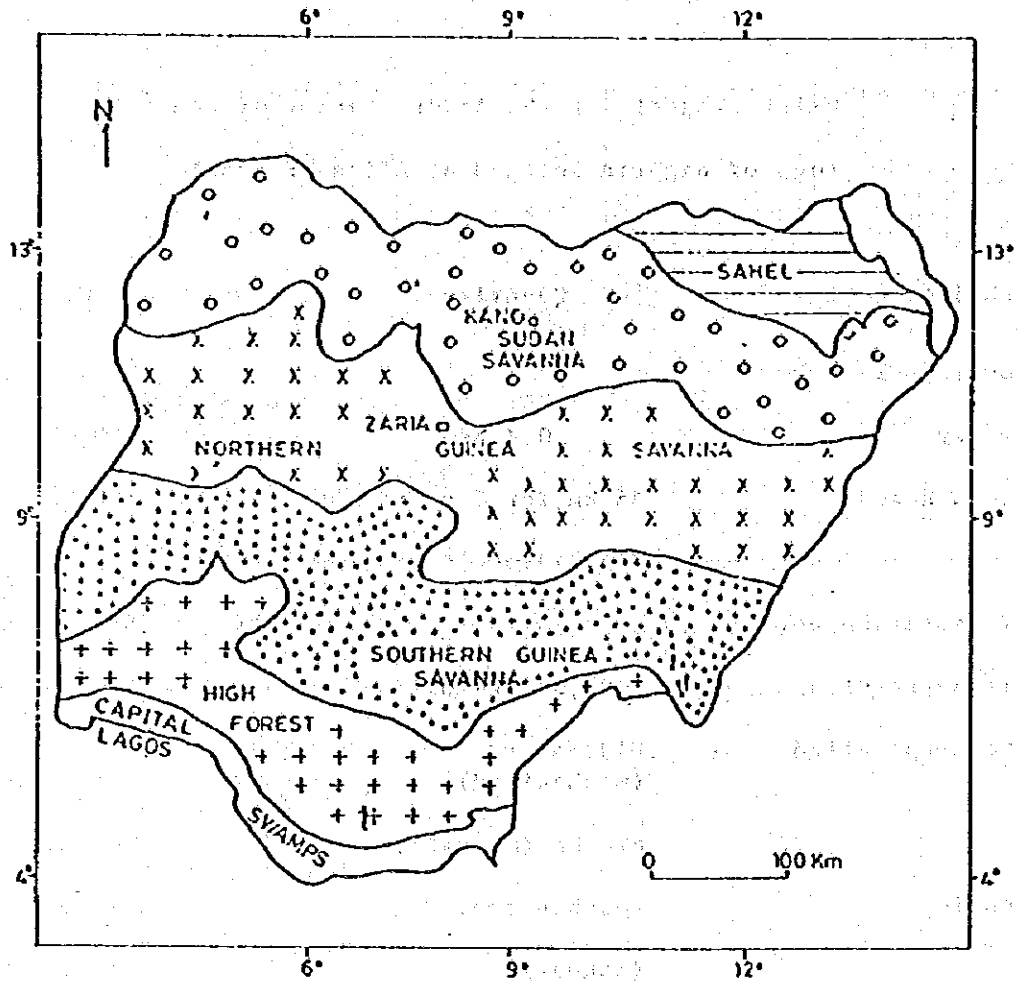 6° 9° 12°
N
13° 13°
SAHEL
KANO
SUDAN
SAVANNA
ZARIA
NORTHERN GUINEA SAVANNA
9° 9°
SOUTHERN GUINEA
SAVANNA
HIGH
FOREST
CAPITAL
LAGOS
SWAMPS
0 100 Km
4° 4°
6° 9° 12°